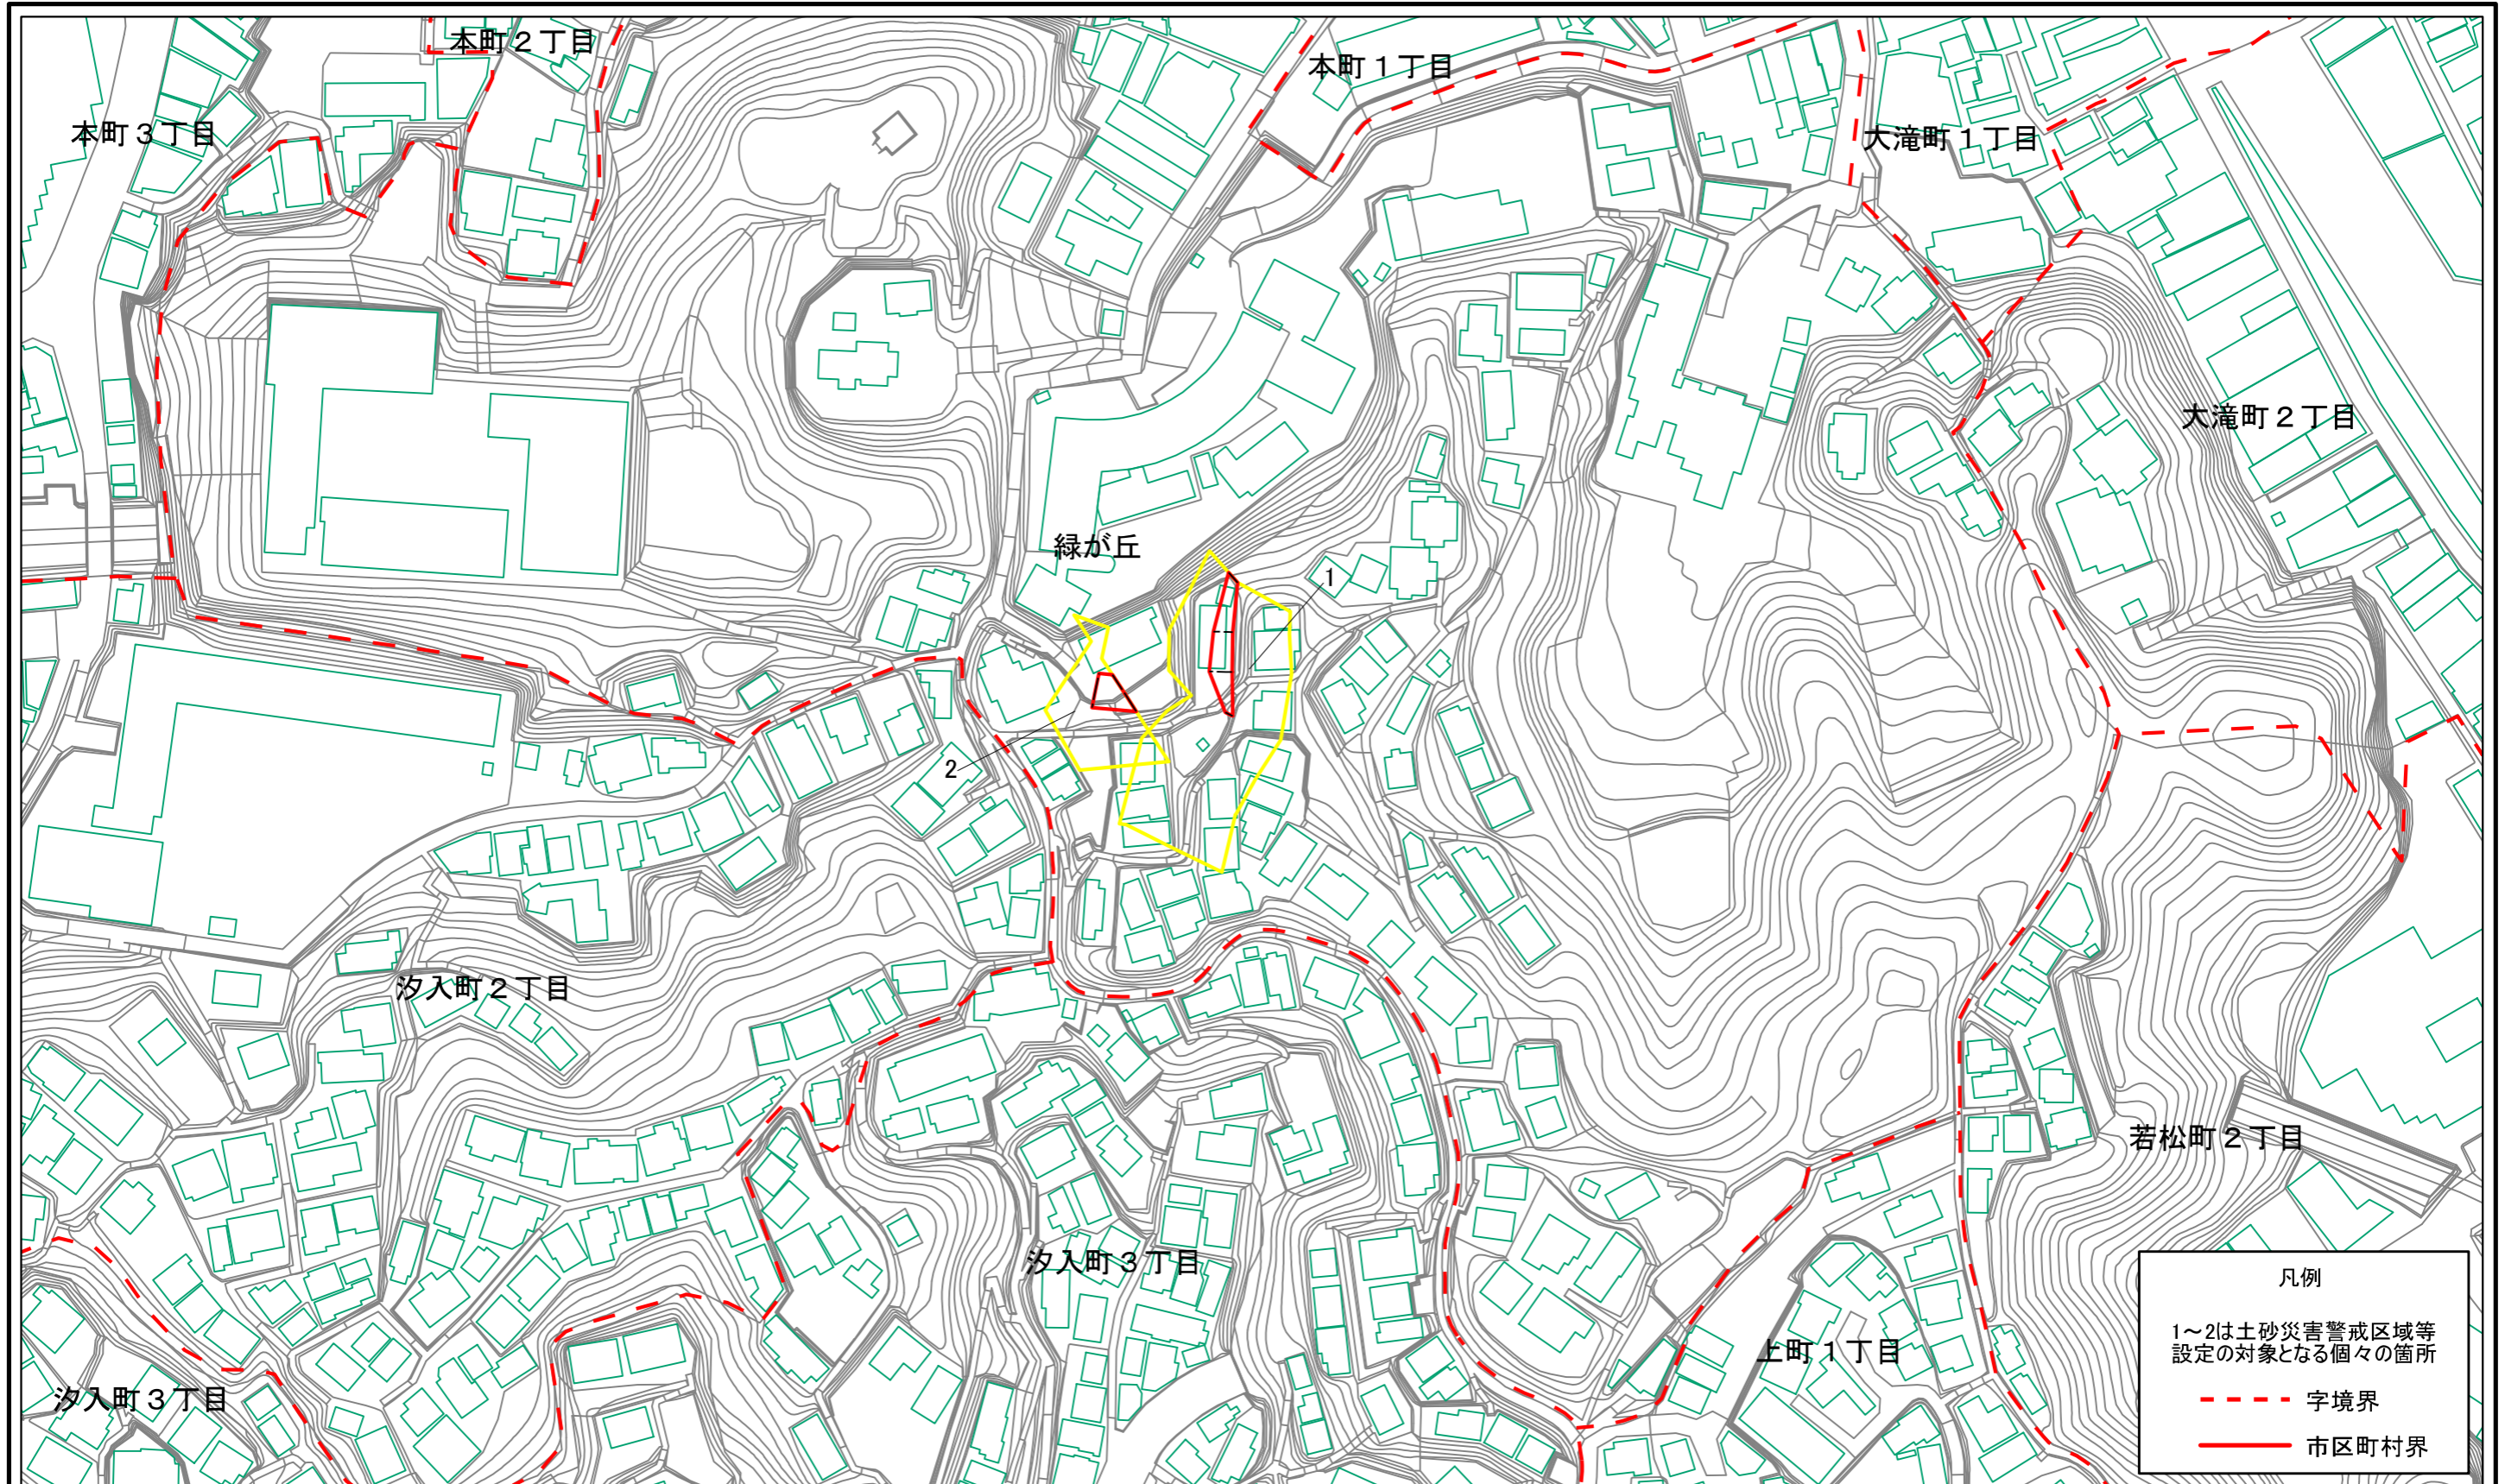 本町２丁目
本町１丁目
本町３丁目
大滝町１丁目
大滝町２丁目
緑が丘
1
2
汐入町２丁目
若松町２丁目
汐入町３丁目
上町１丁目
汐入町３丁目
凡例
1～2は土砂災害警戒区域等
設定の対象となる個々の箇所
字境界
市区町村界